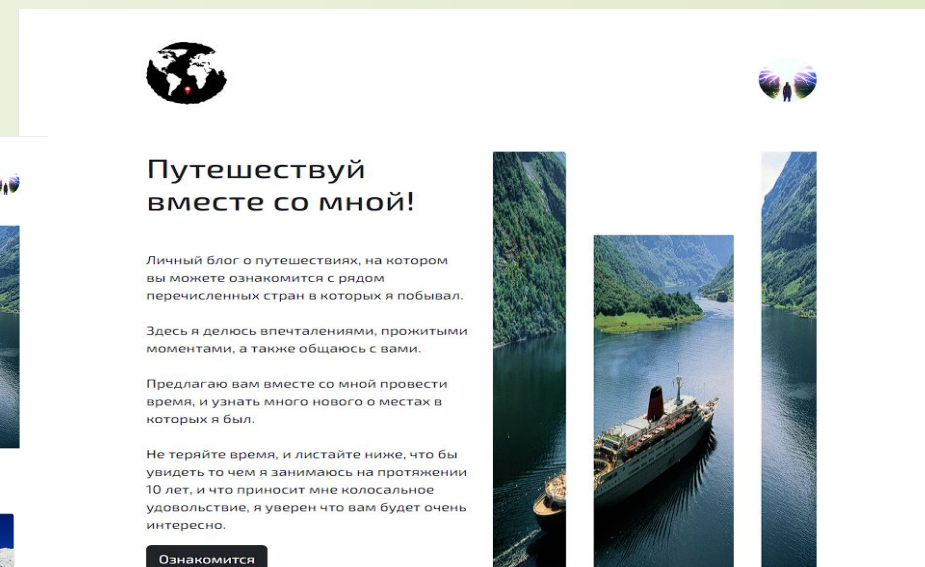 Путешествуй
вместе со мной!
Личный блог о путешествиях, на котором
вы можете ознакомится с рядом
перечисленных стран в которых я побывал.
Здесь я делюсь впечталениями, прожитыми
моментами, а также общаюсь с вами.
Предлагаю вам вместе со мной провести
время, и узнать много нового о местах в
которых я был.
Не теряйте время, и листайте ниже, что бы
увидеть то чем я занимаюсь на протяжении
10 лет, и что приносит мне колосальное
удовольствие, я уверен что вам будет очень
интересно.
Ознакомится